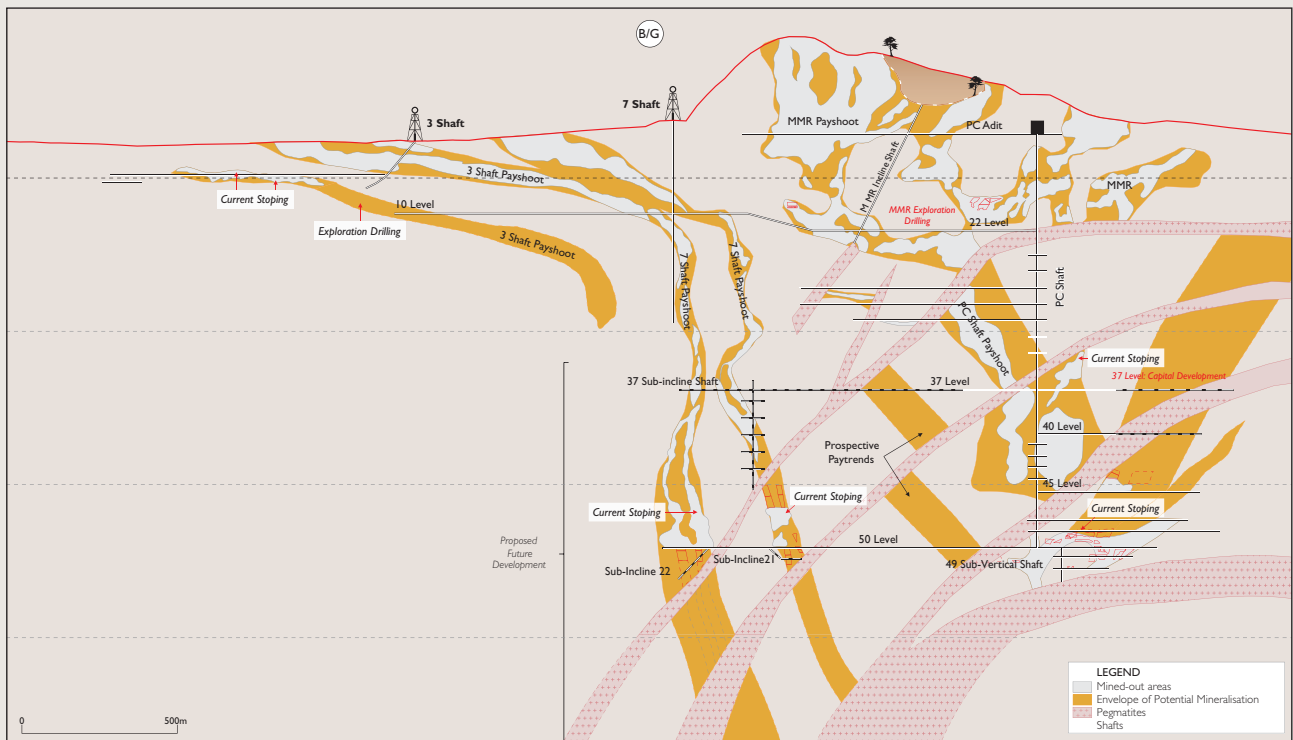 B/G
7 Shaft
3 Shaft
MMR Payshoot
PC Adit
M MR Incline Shaft
3 Shaft Payshoot
MMR
Current Stoping
10 Level
MMR Exploration
Drilling
22 Level
Exploration Drilling
3 Shaft Payshoot
7 Shaft Payshoot
7 Shaft Payshoot
PC Shaft
PC Shaft Payshoot
Current Stoping
37 Sub-incline Shaft
37 Level
37 Level: Capital Development
40 Level
Prospective
Paytrends
45 Level
Current Stoping
Current Stoping
Current Stoping
50 Level
Proposed
Future
Development
Sub-Incline 22
Sub-Incline21
49 Sub-Vertical Shaft
LEGEND
Mined-out areas
Envelope of Potential Mineralisation
Pegmatites
Shafts
0
500m